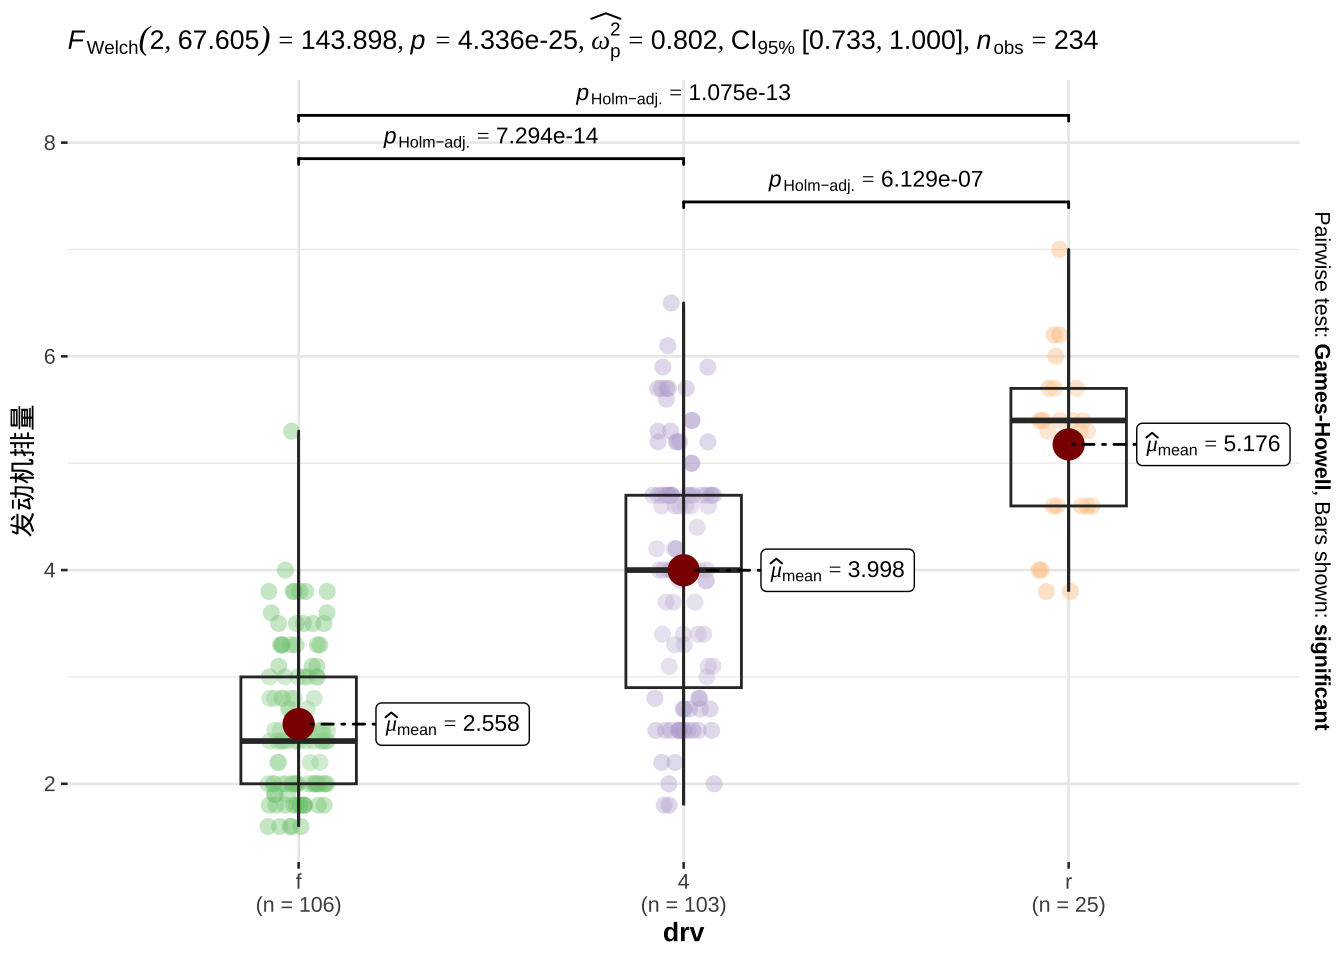 F_Welch(2, 67.605) = 143.898, p = 4.336e-25, ω̂²_p = 0.802, CI_95% [0.733, 1.000], n_obs = 234
p_Holm−adj. = 1.075e-13
p_Holm−adj. = 7.294e-14
p_Holm−adj. = 6.129e-07
8
6
4
2
发动机排量
μ̂_mean = 2.558
μ̂_mean = 3.998
μ̂_mean = 5.176
Pairwise test: Games-Howell, Bars shown: significant
f
(n = 106)
4
(n = 103)
r
(n = 25)
drv